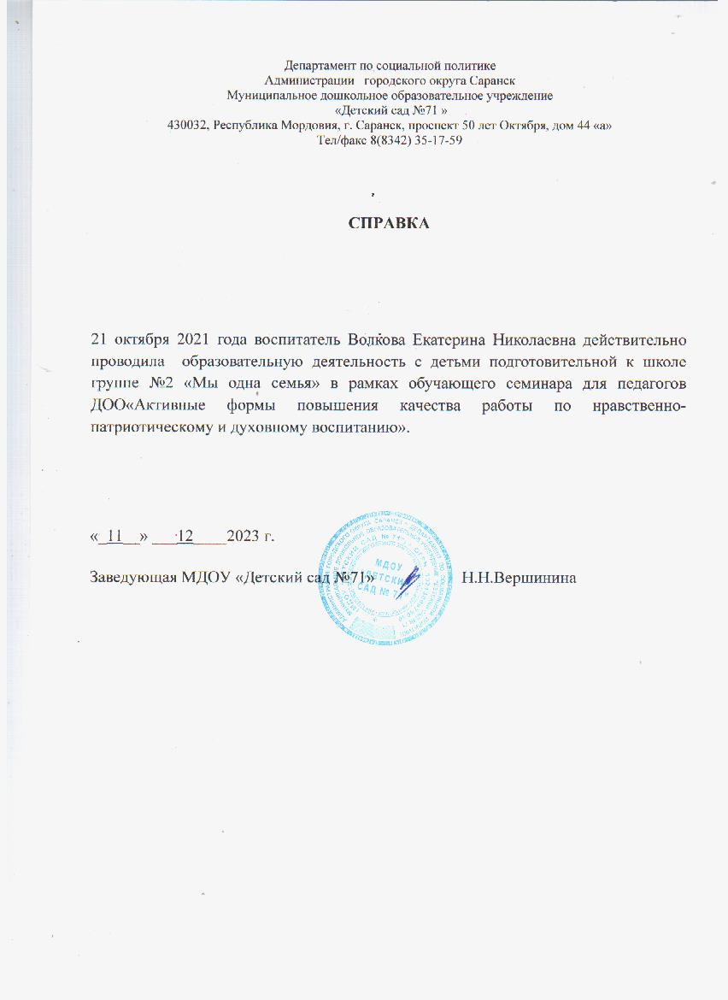 Департамент по социальной политике
Администрации городского округа Саранск
Муниципальное дошкольное образовательное учреждение
«Детский сад №71 »
430032, Республика Мордовия, г. Саранск, проспект 50 лет Октября, дом 44 «а»
Тел/факс 8(8342) 35-17-59
СПРАВКА
21 октября 2021 года воспитатель Волкова Екатерина Николаевна действительно
проводила образовательную деятельность с детьми подготовительной к школе
группе №2 «Мы одна семья» в рамках обучающего семинара для педагогов
ДОО«Активные формы повышения качества работы по нравственно-
патриотическому и духовному воспитанию».
«_11__» ___12____2023 г.
Заведующая МДОУ «Детский сад №71» Н.Н.Вершинина
МДОУ
ДЕТСКИЙ
САД № 71